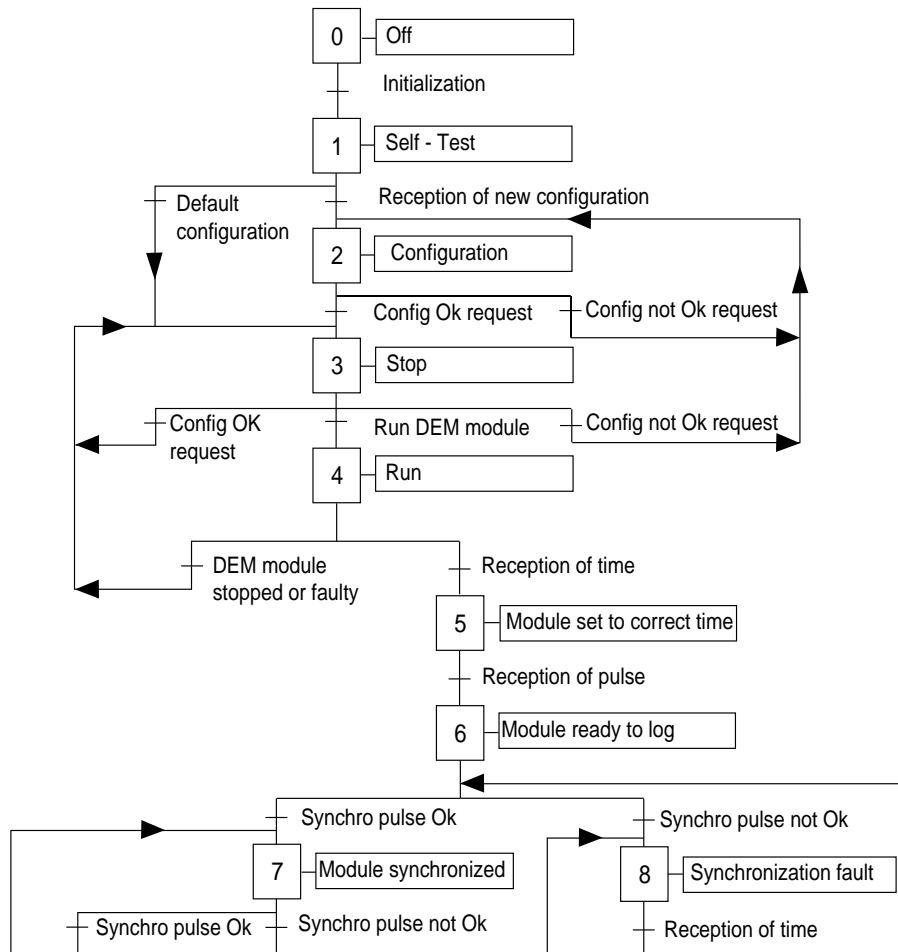 0
Off
Initialization
1
Self - Test
Default
configuration
Reception of new configuration
2
Configuration
Config Ok request
Config not Ok request
3
Stop
Config OK
request
Run DEM module
Config not Ok request
4
Run
DEM module
stopped or faulty
Reception of time
5
Module set to correct time
Reception of pulse
6
Module ready to log
Synchro pulse Ok
Synchro pulse not Ok
7
Module synchronized
8
Synchronization fault
Synchro pulse Ok
Synchro pulse not Ok
Reception of time